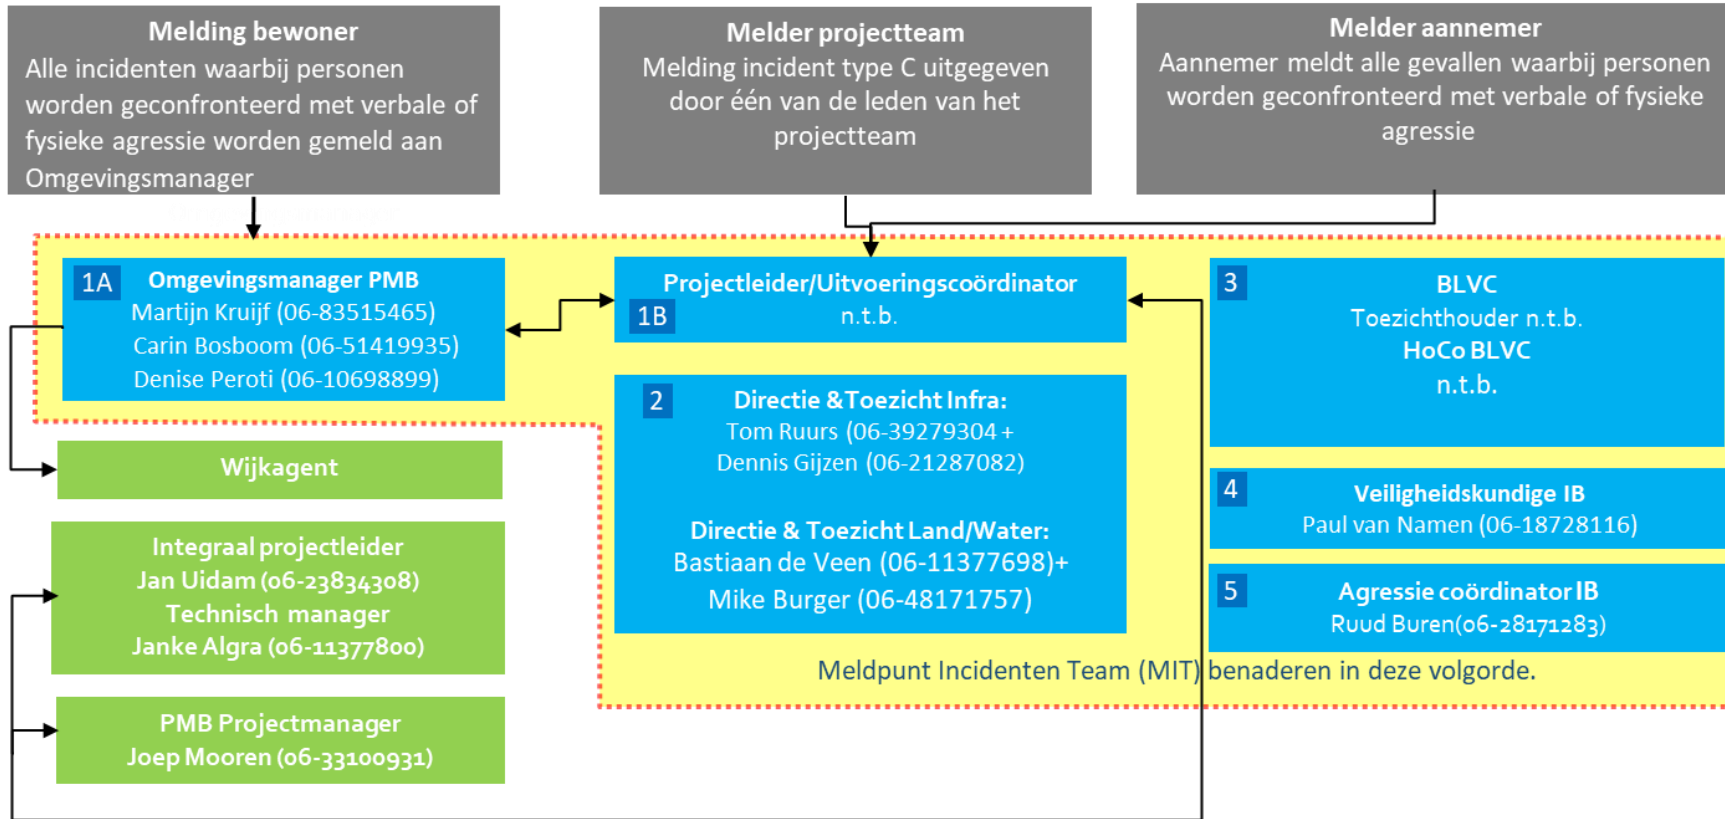 Melding bewoner
Alle incidenten waarbij personen
worden geconfronteerd met verbale of
fysieke agressie worden gemeld aan
Omgevingsmanager
Melder projectteam
Melding incident type C uitgegeven
door één van de leden van het
projectteam
Melder aannemer
Aannemer meldt alle gevallen waarbij personen
worden geconfronteerd met verbale of fysieke
agressie
1A
Omgevingsmanager PMB
Martijn Kruijf (06-83515465)
Carin Bosboom (06-51419935)
Denise Peroti (06-10698899)
Projectleider/Uitvoeringscoördinator
1B
n.t.b.
3
BLVC
Toezichthouder n.t.b.
HoCo BLVC
n.t.b.
2
Directie &Toezicht Infra:
Tom Ruurs (06-39279304 +
Dennis Gijzen (06-21287082)
Directie & Toezicht Land/Water:
Bastiaan de Veen (06-11377698)+
Mike Burger (06-48171757)
4
Veiligheidskundige IB
Paul van Namen (06-18728116)
5
Agressie coördinator IB
Ruud Buren(06-28171283)
Meldpunt Incidenten Team (MIT) benaderen in deze volgorde.
Wijkagent
Integraal projectleider
Jan Uidam (06-23834308)
Technisch manager
Janke Algra (06-11377800)
PMB Projectmanager
Joep Mooren (06-33100931)